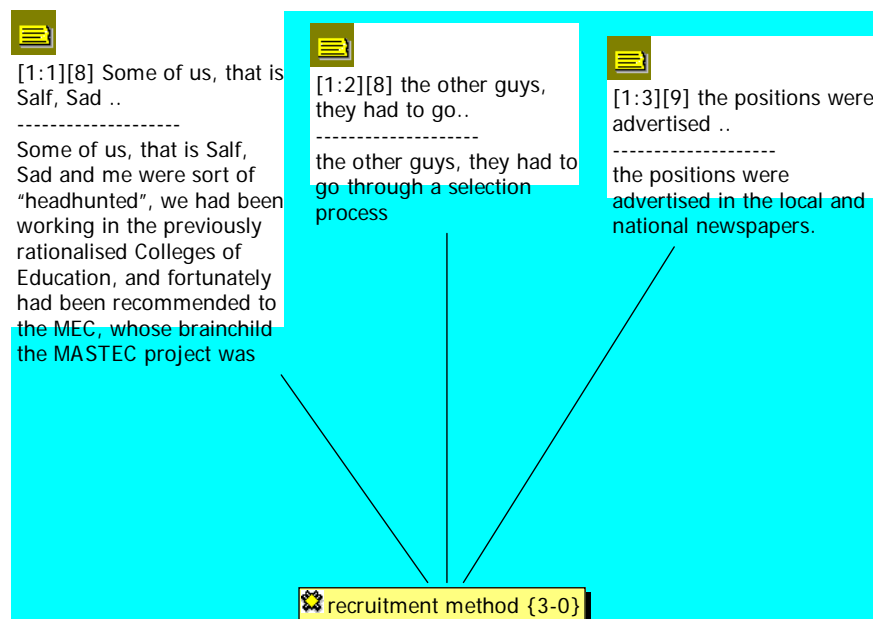 [1:1][8] Some of us, that is
Salf, Sad ..
--------------------
Some of us, that is Salf,
Sad and me were sort of
“headhunted”, we had been
working in the previously
rationalised Colleges of
Education, and fortunately
had been recommended to
the MEC, whose brainchild
the MASTEC project was
[1:2][8] the other guys,
they had to go..
--------------------
the other guys, they had to
go through a selection
process
[1:3][9] the positions were
advertised ..
--------------------
the positions were
advertised in the local and
national newspapers.
recruitment method {3-0}